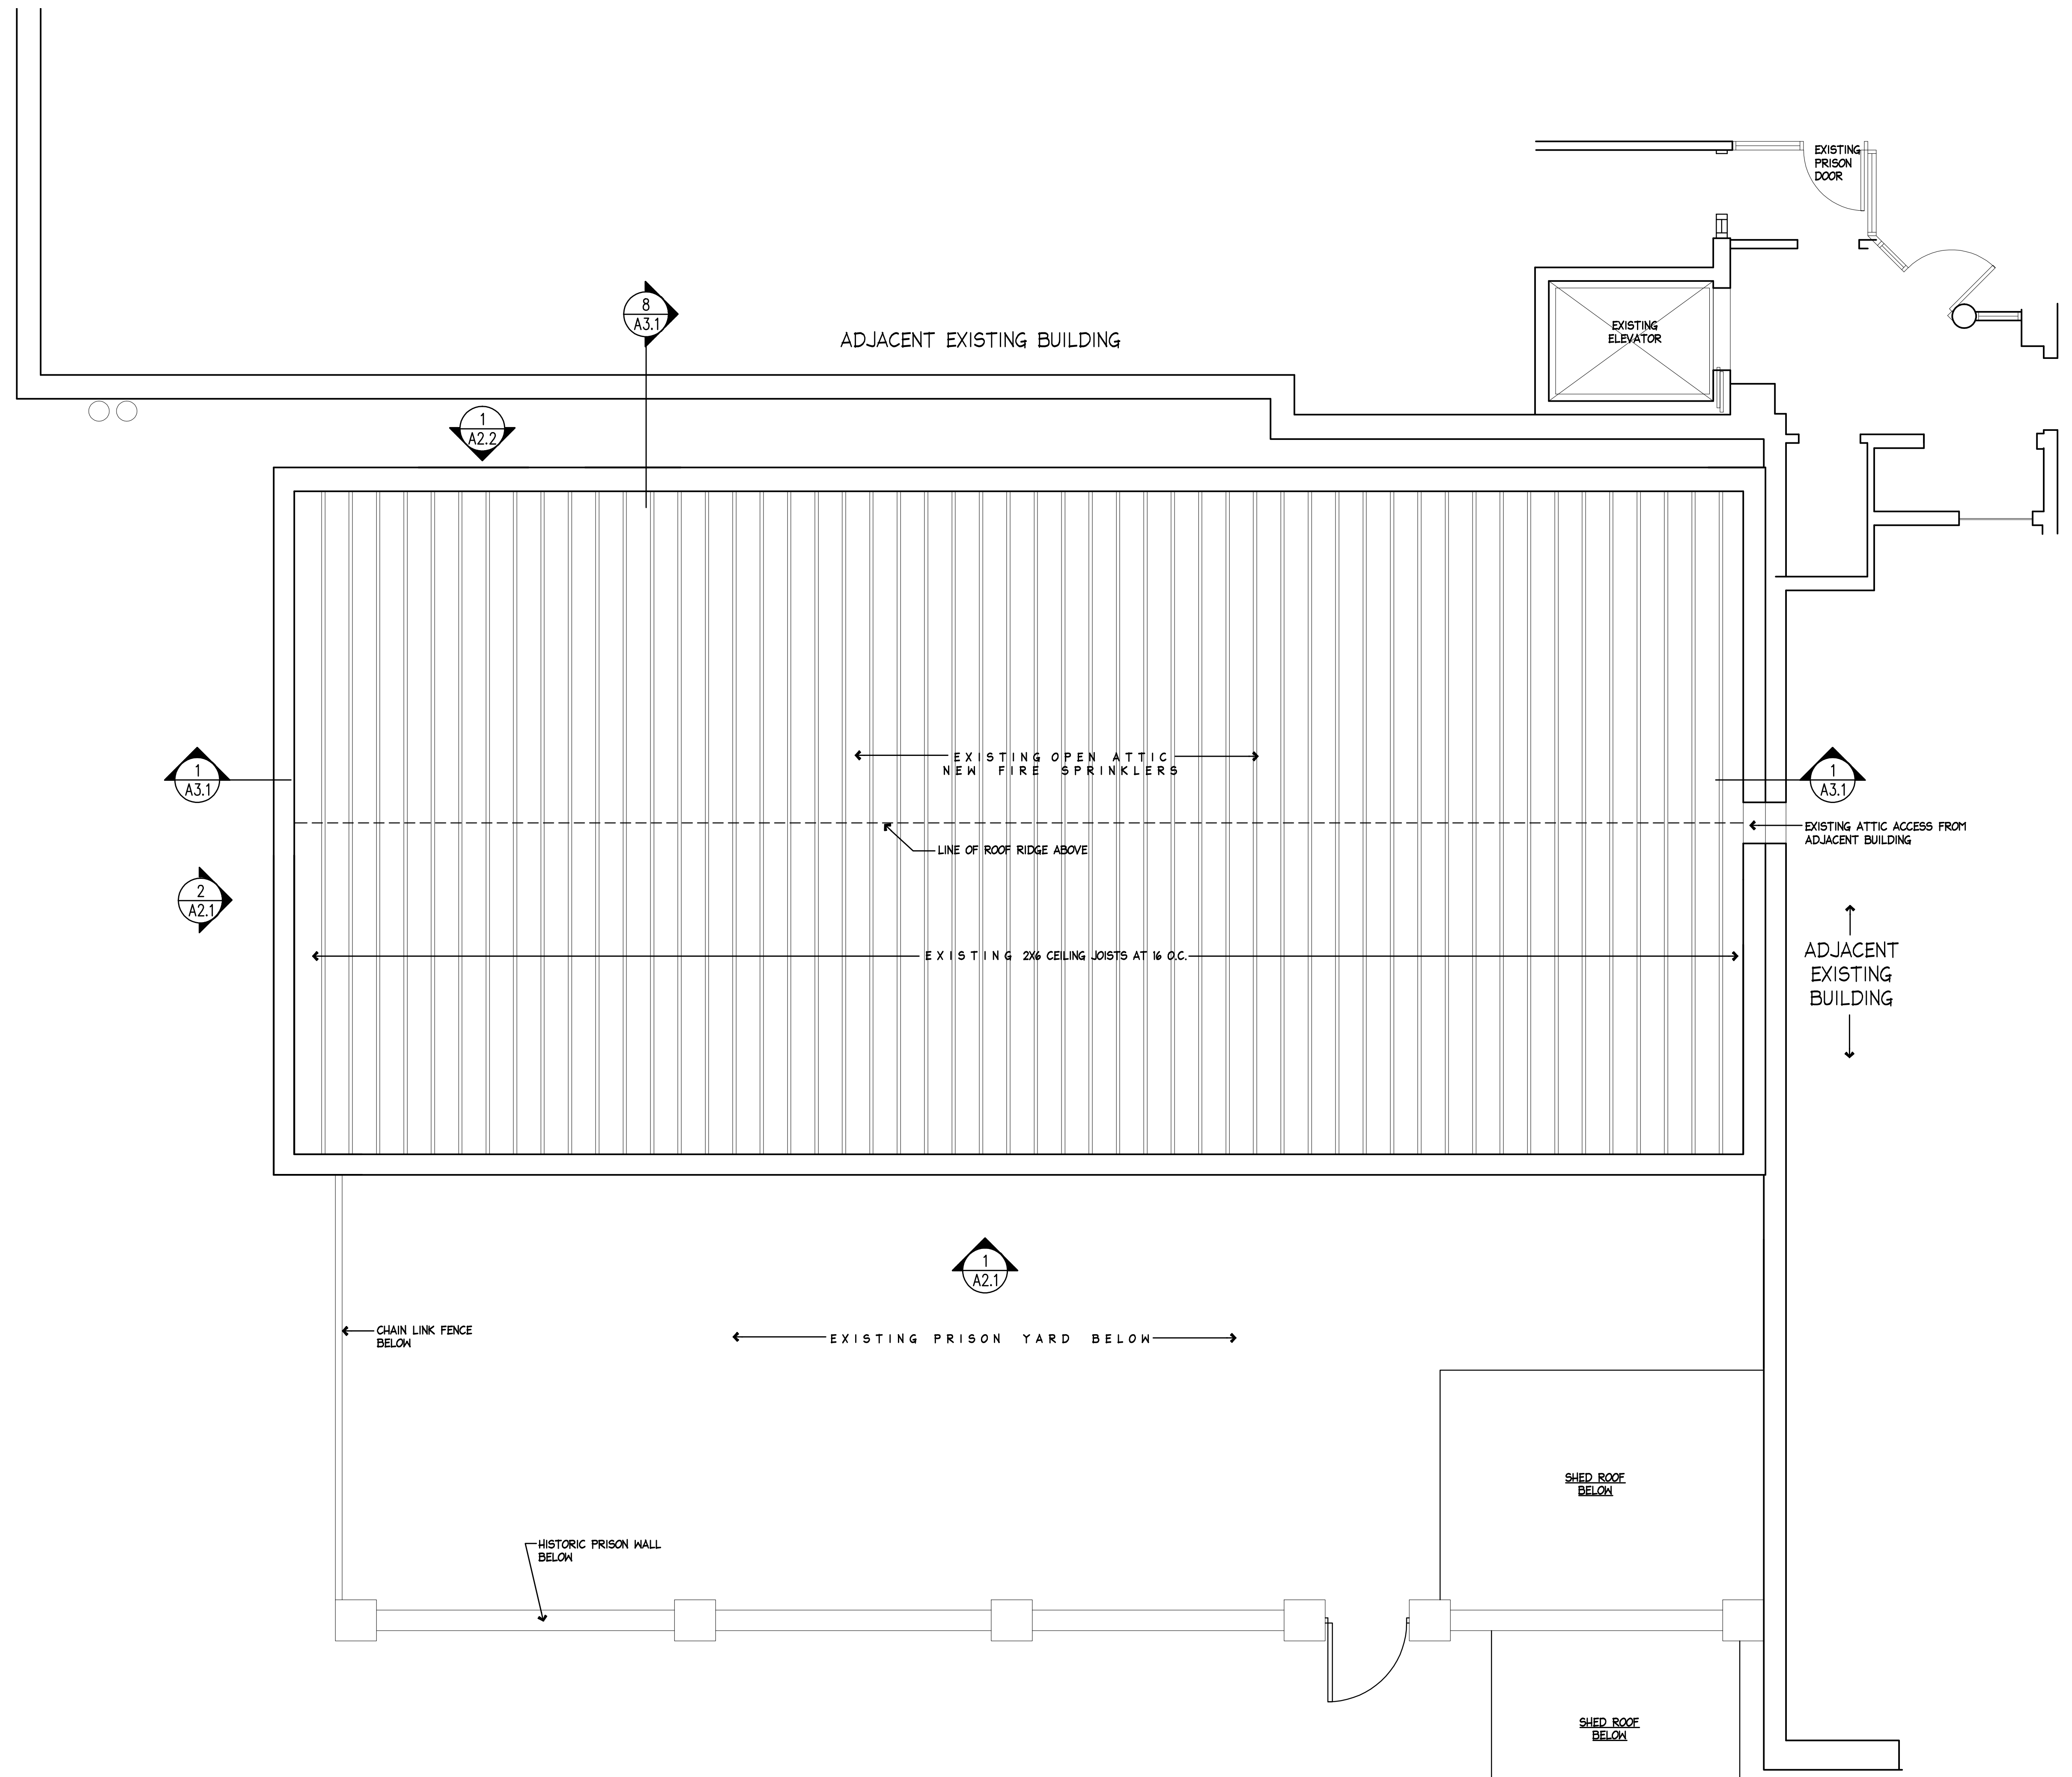 EXISTING
PRISON
DOOR
8
A3.1
ADJACENT EXISTING BUILDING
EXISTING
ELEVATOR
1
A2.2
EXISTING OPEN ATTIC
NEW FIRE SPRINKLERS
1
A3.1
1
A3.1
EXISTING ATTIC ACCESS FROM
ADJACENT BUILDING
LINE OF ROOF RIDGE ABOVE
2
A2.1
EXISTING 2X6 CEILING JOISTS AT 16 O.C.
ADJACENT
EXISTING
BUILDING
1
A2.1
CHAIN LINK FENCE
BELOW
EXISTING PRISON YARD BELOW
SHED ROOF
BELOW
HISTORIC PRISON WALL
BELOW
SHED ROOF
BELOW